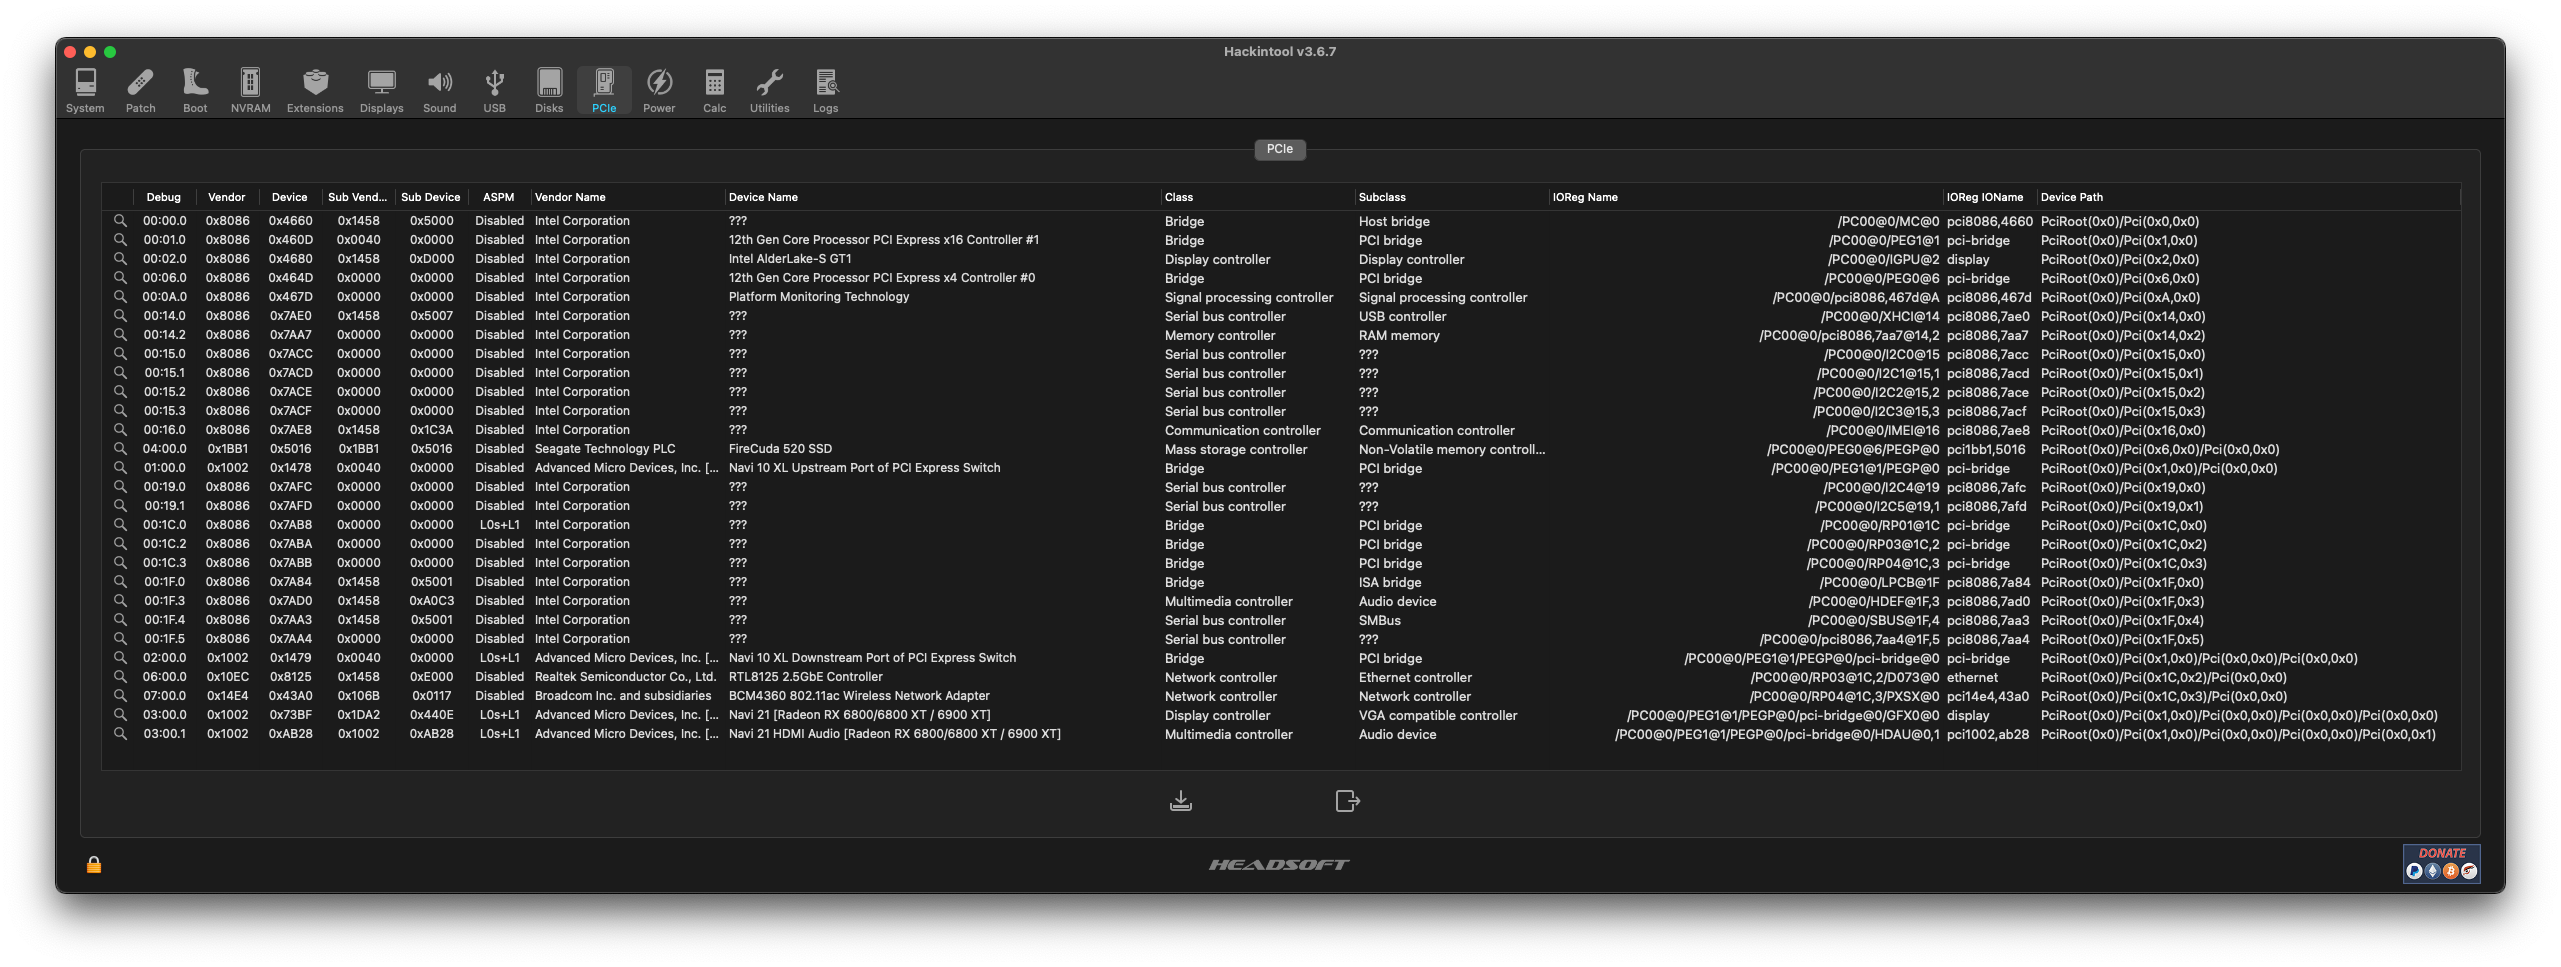 Hackintool v3.6.7
System Patch Boot NVRAM Extensions Displays Sound USB Disks PCIe Power Calc Utilities Logs
PCIe
Debug Vendor Device Sub Vend... Sub Device ASPM Vendor Name Device Name Class Subclass IOReg Name IOReg IOName Device Path
00:00.0 0x8086 0x4660 0x1458 0x5000 Disabled Intel Corporation ??? Bridge Host bridge /PC00@0/MC@0 pci8086,4660 PciRoot(0x0)/Pci(0x0,0x0)
00:01.0 0x8086 0x460D 0x0040 0x0000 Disabled Intel Corporation 12th Gen Core Processor PCI Express x16 Controller #1 Bridge PCI bridge /PC00@0/PEG1@1 pci-bridge PciRoot(0x0)/Pci(0x1,0x0)
00:02.0 0x8086 0x4680 0x1458 0xD000 Disabled Intel Corporation Intel AlderLake-S GT1 Display controller Display controller /PC00@0/IGPU@2 display PciRoot(0x0)/Pci(0x2,0x0)
00:06.0 0x8086 0x464D 0x0000 0x0000 Disabled Intel Corporation 12th Gen Core Processor PCI Express x4 Controller #0 Bridge PCI bridge /PC00@0/PEG0@6 pci-bridge PciRoot(0x0)/Pci(0x6,0x0)
00:0A.0 0x8086 0x467D 0x0000 0x0000 Disabled Intel Corporation Platform Monitoring Technology Signal processing controller Signal processing controller /PC00@0/pci8086,467d@A pci8086,467d PciRoot(0x0)/Pci(0xA,0x0)
00:14.0 0x8086 0x7AE0 0x1458 0x5007 Disabled Intel Corporation ??? Serial bus controller USB controller /PC00@0/XHCI@14 pci8086,7ae0 PciRoot(0x0)/Pci(0x14,0x0)
00:14.2 0x8086 0x7AA7 0x0000 0x0000 Disabled Intel Corporation ??? Memory controller RAM memory /PC00@0/pci8086,7aa7@14,2 pci8086,7aa7 PciRoot(0x0)/Pci(0x14,0x2)
00:15.0 0x8086 0x7ACC 0x0000 0x0000 Disabled Intel Corporation ??? Serial bus controller ??? /PC00@0/I2C0@15 pci8086,7acc PciRoot(0x0)/Pci(0x15,0x0)
00:15.1 0x8086 0x7ACD 0x0000 0x0000 Disabled Intel Corporation ??? Serial bus controller ??? /PC00@0/I2C1@15,1 pci8086,7acd PciRoot(0x0)/Pci(0x15,0x1)
00:15.2 0x8086 0x7ACE 0x0000 0x0000 Disabled Intel Corporation ??? Serial bus controller ??? /PC00@0/I2C2@15,2 pci8086,7ace PciRoot(0x0)/Pci(0x15,0x2)
00:15.3 0x8086 0x7ACF 0x0000 0x0000 Disabled Intel Corporation ??? Serial bus controller ??? /PC00@0/I2C3@15,3 pci8086,7acf PciRoot(0x0)/Pci(0x15,0x3)
00:16.0 0x8086 0x7AE8 0x1458 0x1C3A Disabled Intel Corporation ??? Communication controller Communication controller /PC00@0/IMEI@16 pci8086,7ae8 PciRoot(0x0)/Pci(0x16,0x0)
04:00.0 0x1BB1 0x5016 0x1BB1 0x5016 Disabled Seagate Technology PLC FireCuda 520 SSD Mass storage controller Non-Volatile memory controll... /PC00@0/PEG0@6/PEGP@0 pci1bb1,5016 PciRoot(0x0)/Pci(0x6,0x0)/Pci(0x0,0x0)
01:00.0 0x1002 0x1478 0x0040 0x0000 Disabled Advanced Micro Devices, Inc. [... Navi 10 XL Upstream Port of PCI Express Switch Bridge PCI bridge /PC00@0/PEG1@1/PEGP@0 pci-bridge PciRoot(0x0)/Pci(0x1,0x0)/Pci(0x0,0x0)
00:19.0 0x8086 0x7AFC 0x0000 0x0000 Disabled Intel Corporation ??? Serial bus controller ??? /PC00@0/I2C4@19 pci8086,7afc PciRoot(0x0)/Pci(0x19,0x0)
00:19.1 0x8086 0x7AFD 0x0000 0x0000 Disabled Intel Corporation ??? Serial bus controller ??? /PC00@0/I2C5@19,1 pci8086,7afd PciRoot(0x0)/Pci(0x19,0x1)
00:1C.0 0x8086 0x7AB8 0x0000 0x0000 L0s+L1 Intel Corporation ??? Bridge PCI bridge /PC00@0/RP01@1C pci-bridge PciRoot(0x0)/Pci(0x1C,0x0)
00:1C.2 0x8086 0x7ABA 0x0000 0x0000 Disabled Intel Corporation ??? Bridge PCI bridge /PC00@0/RP03@1C,2 pci-bridge PciRoot(0x0)/Pci(0x1C,0x2)
00:1C.3 0x8086 0x7ABB 0x0000 0x0000 Disabled Intel Corporation ??? Bridge PCI bridge /PC00@0/RP04@1C,3 pci-bridge PciRoot(0x0)/Pci(0x1C,0x3)
00:1F.0 0x8086 0x7A84 0x1458 0x5001 Disabled Intel Corporation ??? Bridge ISA bridge /PC00@0/LPCB@1F pci8086,7a84 PciRoot(0x0)/Pci(0x1F,0x0)
00:1F.3 0x8086 0x7AD0 0x1458 0xA0C3 Disabled Intel Corporation ??? Multimedia controller Audio device /PC00@0/HDEF@1F,3 pci8086,7ad0 PciRoot(0x0)/Pci(0x1F,0x3)
00:1F.4 0x8086 0x7AA3 0x1458 0x5001 Disabled Intel Corporation ??? Serial bus controller SMBus /PC00@0/SBUS@1F,4 pci8086,7aa3 PciRoot(0x0)/Pci(0x1F,0x4)
00:1F.5 0x8086 0x7AA4 0x0000 0x0000 Disabled Intel Corporation ??? Serial bus controller ??? /PC00@0/pci8086,7aa4@1F,5 pci8086,7aa4 PciRoot(0x0)/Pci(0x1F,0x5)
02:00.0 0x1002 0x1479 0x0040 0x0000 L0s+L1 Advanced Micro Devices, Inc. [... Navi 10 XL Downstream Port of PCI Express Switch Bridge PCI bridge /PC00@0/PEG1@1/PEGP@0/pci-bridge@0 pci-bridge PciRoot(0x0)/Pci(0x1,0x0)/Pci(0x0,0x0)/Pci(0x0,0x0)
06:00.0 0x10EC 0x8125 0x1458 0xE000 Disabled Realtek Semiconductor Co., Ltd. RTL8125 2.5GbE Controller Network controller Ethernet controller /PC00@0/RP03@1C,2/D073@0 ethernet PciRoot(0x0)/Pci(0x1C,0x2)/Pci(0x0,0x0)
07:00.0 0x14E4 0x43A0 0x106B 0x0117 Disabled Broadcom Inc. and subsidiaries BCM4360 802.11ac Wireless Network Adapter Network controller Network controller /PC00@0/RP04@1C,3/PXSX@0 pci14e4,43a0 PciRoot(0x0)/Pci(0x1C,0x3)/Pci(0x0,0x0)
03:00.0 0x1002 0x73BF 0x1DA2 0x440E L0s+L1 Advanced Micro Devices, Inc. [... Navi 21 [Radeon RX 6800/6800 XT / 6900 XT] Display controller VGA compatible controller /PC00@0/PEG1@1/PEGP@0/pci-bridge@0/GFX0@0 display PciRoot(0x0)/Pci(0x1,0x0)/Pci(0x0,0x0)/Pci(0x0,0x0)/Pci(0x0,0x0)
03:00.1 0x1002 0xAB28 0x1002 0xAB28 L0s+L1 Advanced Micro Devices, Inc. [... Navi 21 HDMI Audio [Radeon RX 6800/6800 XT / 6900 XT] Multimedia controller Audio device /PC00@0/PEG1@1/PEGP@0/pci-bridge@0/HDAU@0,1 pci1002,ab28 PciRoot(0x0)/Pci(0x1,0x0)/Pci(0x0,0x0)/Pci(0x0,0x0)/Pci(0x0,0x1)
HEADSOFT
DONATE